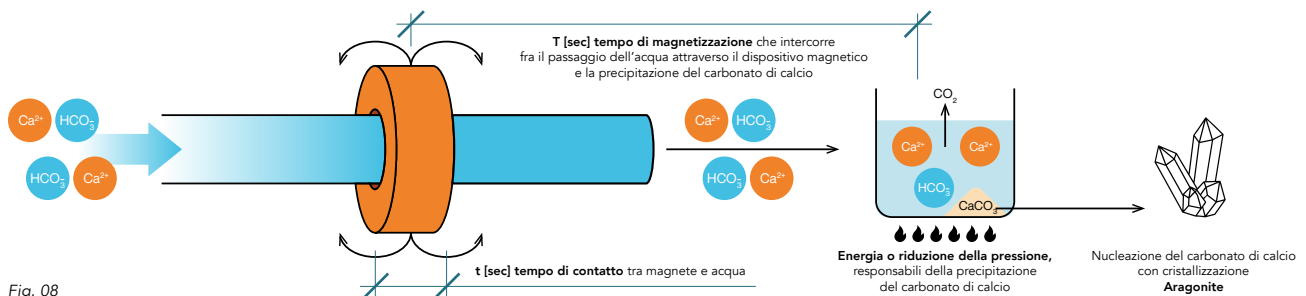 T [sec] tempo di magnetizzazione che intercorre
fra il passaggio dell'acqua attraverso il dispositivo magnetico
e la precipitazione del carbonato di calcio
Ca²⁺
HCO₃⁻
HCO₃⁻
Ca²⁺
Ca²⁺
HCO₃⁻
HCO₃⁻
Ca²⁺
CO₂
Ca²⁺
Ca²⁺
HCO₃⁻
CaCO₃
t [sec] tempo di contatto tra magnete e acqua
Energia o riduzione della pressione,
responsabili della precipitazione
del carbonato di calcio
Nucleazione del carbonato di calcio
con cristallizzazione
Aragonite
Fig. 08